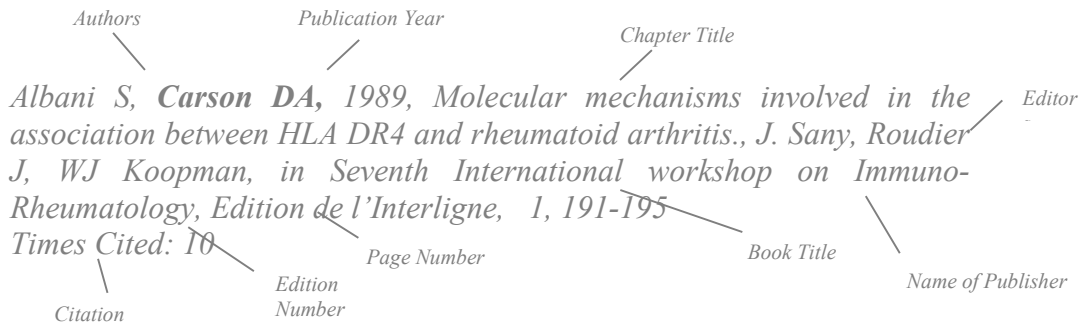 Authors
Publication Year
Chapter Title
Albani S, Carson DA, 1989, Molecular mechanisms involved in the
Editor
association between HLA DR4 and rheumatoid arthritis., J. Sany, Roudier
J, WJ Koopman, in Seventh International workshop on Immuno-
Rheumatology, Edition de l’Interligne, 1, 191-195
Times Cited: 10
Page Number
Book Title
Edition
Number
Name of Publisher
Citation